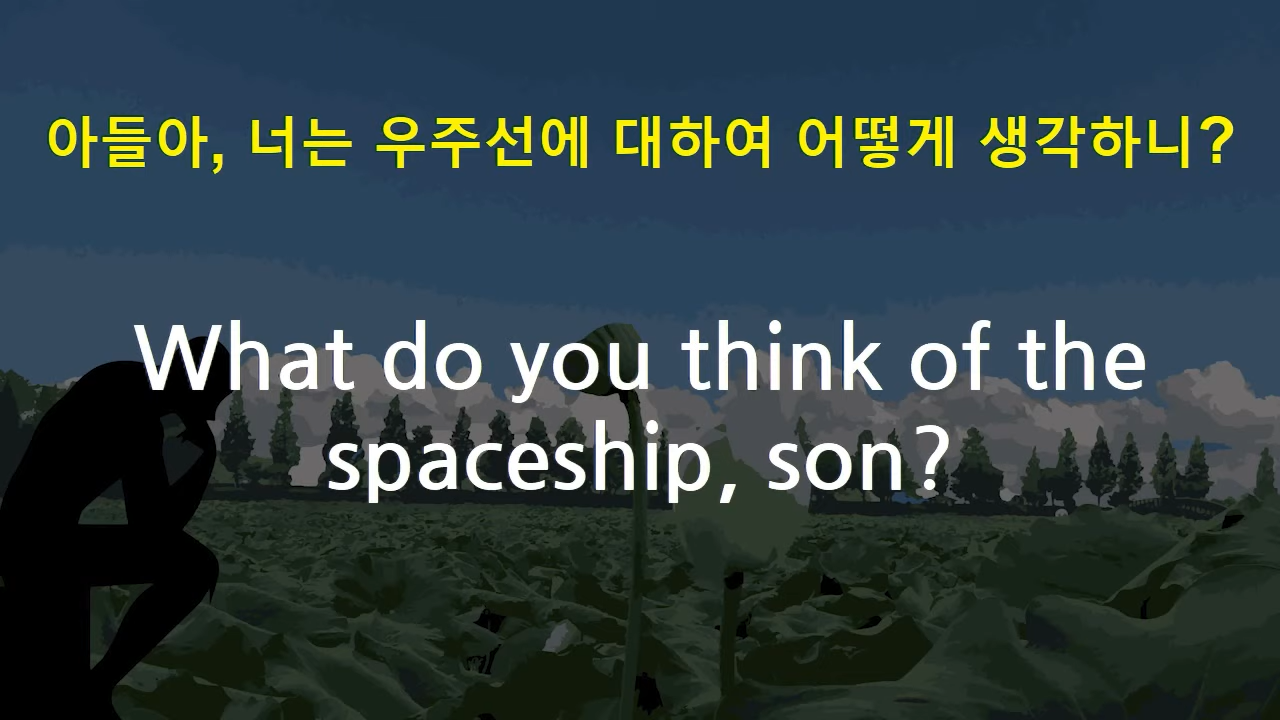 아들아, 너는 우주선에 대하여 어떻게 생각하니?
What do you think of the
spaceship, son?